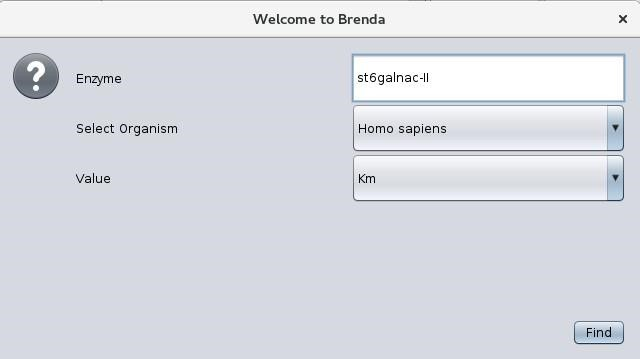 Welcome to Brenda ×
?
Enzyme st6galnac-II
Select Organism Homo sapiens
Value Km
Find